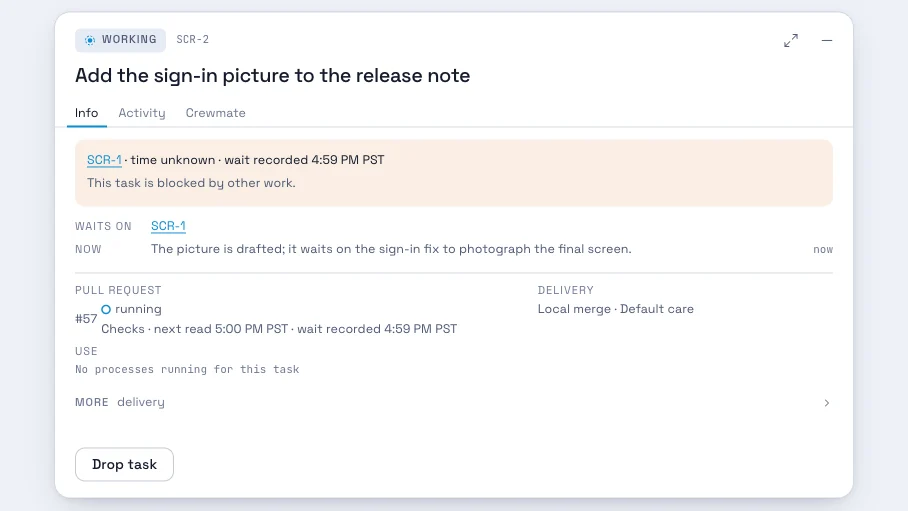 WORKING SCR-2
Add the sign-in picture to the release note
Info Activity Crewmate
SCR-1 · time unknown · wait recorded 4:59 PM PST
This task is blocked by other work.
WAITS ON SCR-1
NOW The picture is drafted; it waits on the sign-in fix to photograph the final screen. now
PULL REQUEST
#57 running
Checks · next read 5:00 PM PST · wait recorded 4:59 PM PST
DELIVERY
Local merge · Default care
USE
No processes running for this task
MORE delivery
Drop task